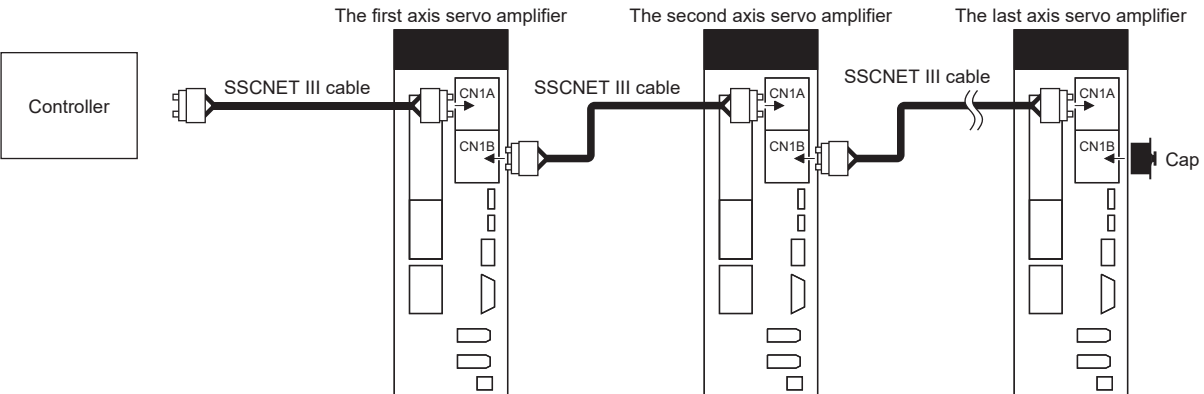 The first axis servo amplifier
The second axis servo amplifier
The last axis servo amplifier
SSCNET III cable
SSCNET III cable
SSCNET III cable
Controller
CN1A
CN1A
CN1A
CN1B
CN1B
CN1B
Cap